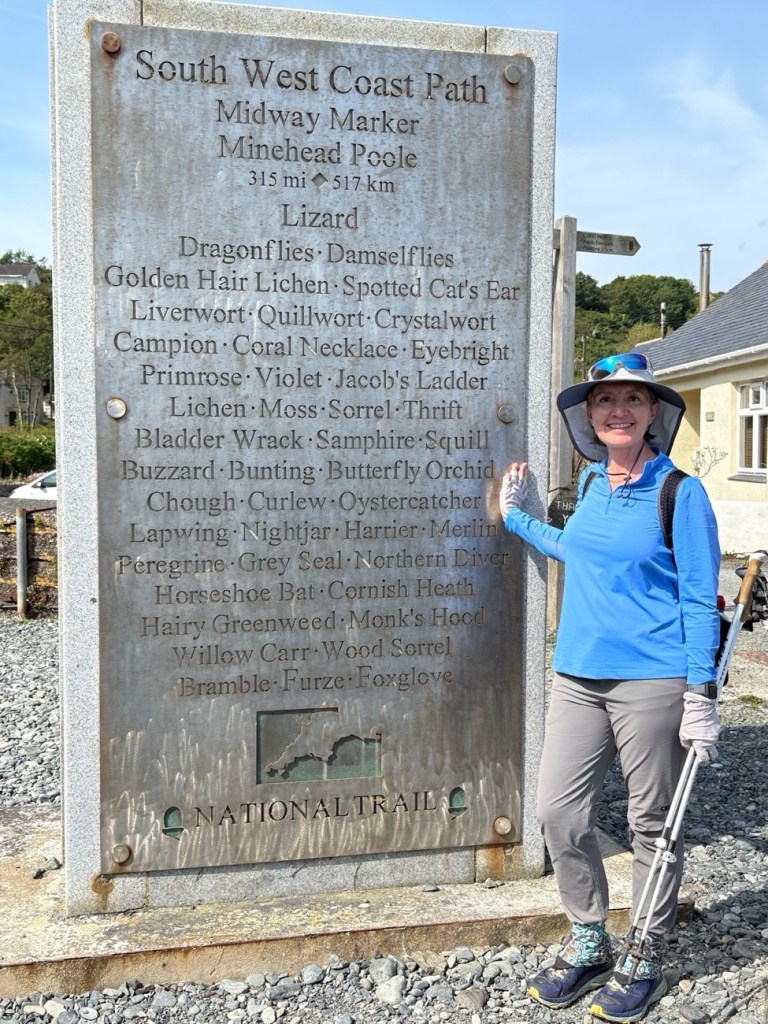 South West Coast Path
Midway Marker
Minehead Poole
315 mi ◆ 517 km
Lizard
Dragonflies · Damselflies
Golden Hair Lichen · Spotted Cat's Ear
Liverwort · Quillwort · Crystalwort
Campion · Coral Necklace · Eyebright
Primrose · Violet · Jacob's Ladder
Lichen · Moss · Sorrel · Thrift
Bladder Wrack · Samphire · Squill
Buzzard · Bunting · Butterfly Orchid
Chough · Curlew · Oystercatcher
Lapwing · Nightjar · Harrier · Merlin
Peregrine · Grey Seal · Northern Diver
Horseshoe Bat · Cornish Heath
Hairy Greenweed · Monk's Hood
Willow Carr · Wood Sorrel
Bramble · Furze · Foxglove
NATIONAL TRAIL